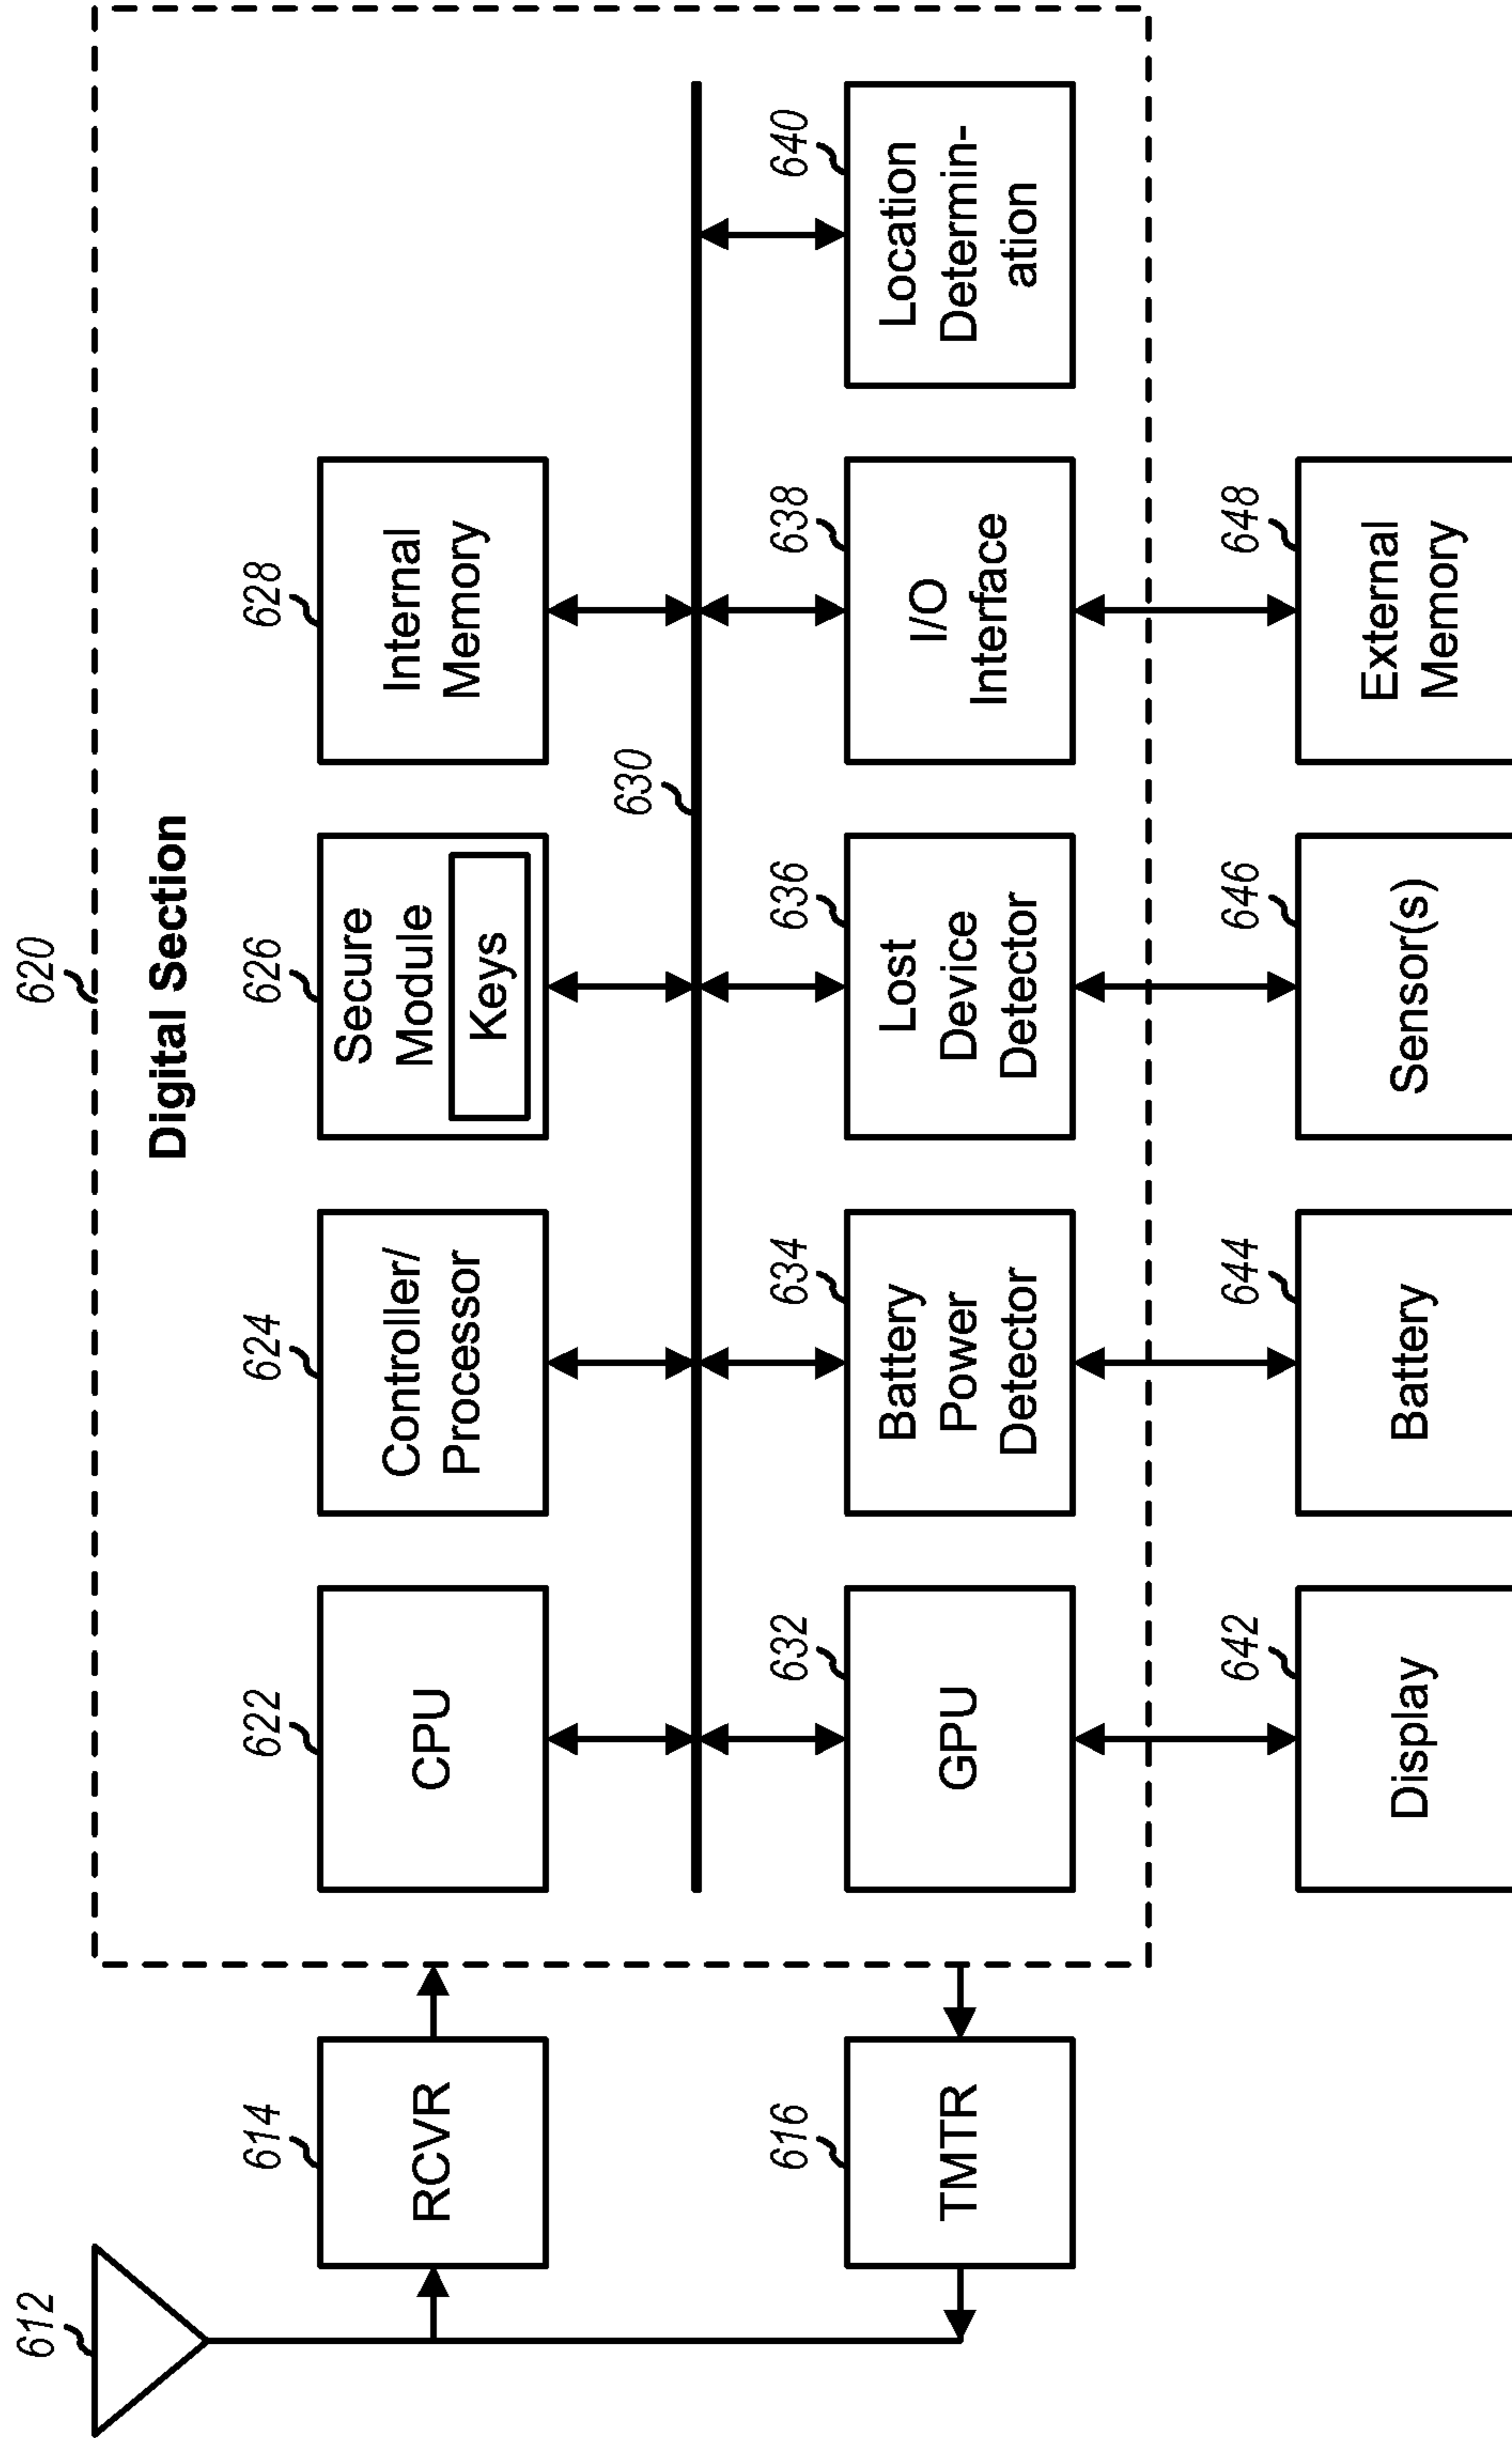 620
Digital Section
612
614
RCVR
622
CPU
624
Controller/
Processor
626
Secure
Module
Keys
628
Internal
Memory
630
616
TMTR
632
GPU
634
Battery
Power
Detector
636
Lost
Device
Detector
638
I/O
Interface
640
Location
Determin-
ation
642
Display
644
Battery
646
Sensor(s)
648
External
Memory